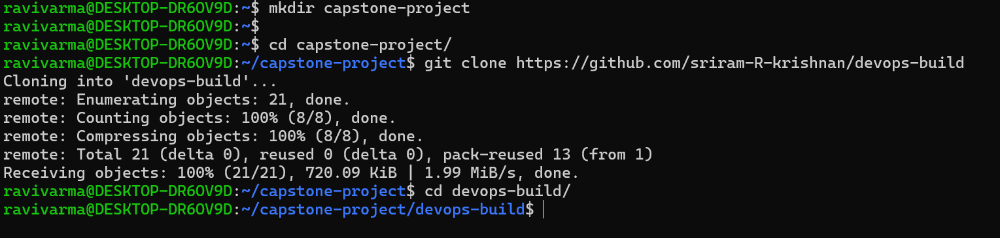 ravivarma@DESKTOP-DR6OV9D:~$ mkdir capstone-project
ravivarma@DESKTOP-DR6OV9D:~$
ravivarma@DESKTOP-DR6OV9D:~$ cd capstone-project/
ravivarma@DESKTOP-DR6OV9D:~/capstone-project$ git clone https://github.com/sriram-R-krishnan/devops-build
Cloning into 'devops-build'...
remote: Enumerating objects: 21, done.
remote: Counting objects: 100% (8/8), done.
remote: Compressing objects: 100% (8/8), done.
remote: Total 21 (delta 0), reused 0 (delta 0), pack-reused 13 (from 1)
Receiving objects: 100% (21/21), 720.09 KiB | 1.99 MiB/s, done.
ravivarma@DESKTOP-DR6OV9D:~/capstone-project$ cd devops-build/
ravivarma@DESKTOP-DR6OV9D:~/capstone-project/devops-build$